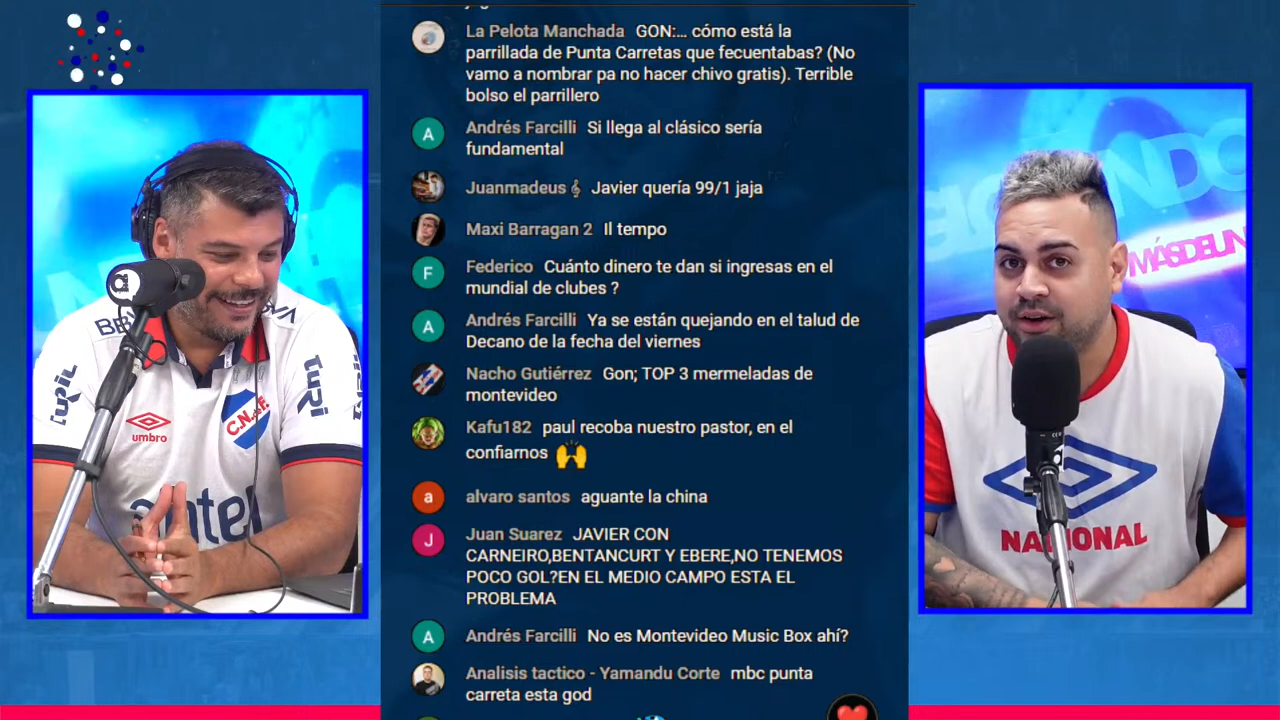 La Pelota Manchada GON:... cómo está la
parrillada de Punta Carretas que fecuentabas? (No
vamo a nombrar pa no hacer chivo gratis). Terrible
bolso el parrillero
A Andrés Farcilli Si llega al clásico sería
fundamental
Juanmadeus Javier quería 99/1 jaja
Maxi Barragan 2 Il tempo
F Federico Cuánto dinero te dan si ingresas en el
mundial de clubes ?
A Andrés Farcilli Ya se están quejando en el talud de
Decano de la fecha del viernes
Nacho Gutiérrez Gon; TOP 3 mermeladas de
montevideo
Kafu182 paul recoba nuestro pastor, en el
confiarnos 🙌
a alvaro santos aguante la china
J Juan Suarez JAVIER CON
CARNEIRO,BENTANCURT Y EBERE,NO TENEMOS
POCO GOL?EN EL MEDIO CAMPO ESTA EL
PROBLEMA
A Andrés Farcilli No es Montevideo Music Box ahí?
Analisis tactico - Yamandu Corte mbc punta
carreta esta god
BBVA
turil
turi
umbro
C.N.de F.
antel
MÁSDELUN
NACIONAL